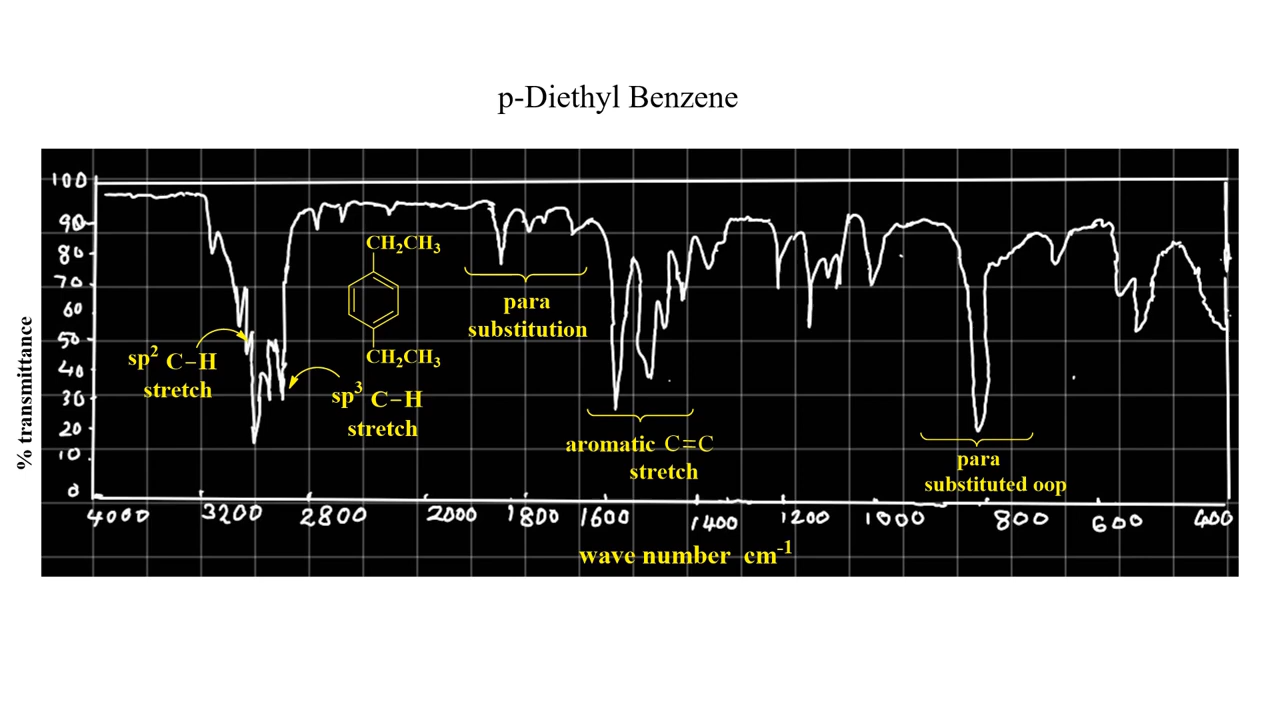 p-Diethyl Benzene
% transmittance
100
90
80
70
60
50
40
30
20
10
0
CH₂CH₃
CH₂CH₃
sp² C–H
stretch
sp³ C–H
stretch
para
substitution
aromatic C=C
stretch
para
substituted oop
4000 3200 2800 2000 1800 1600 1400 1200 1000 800 600 400
wave number cm⁻¹